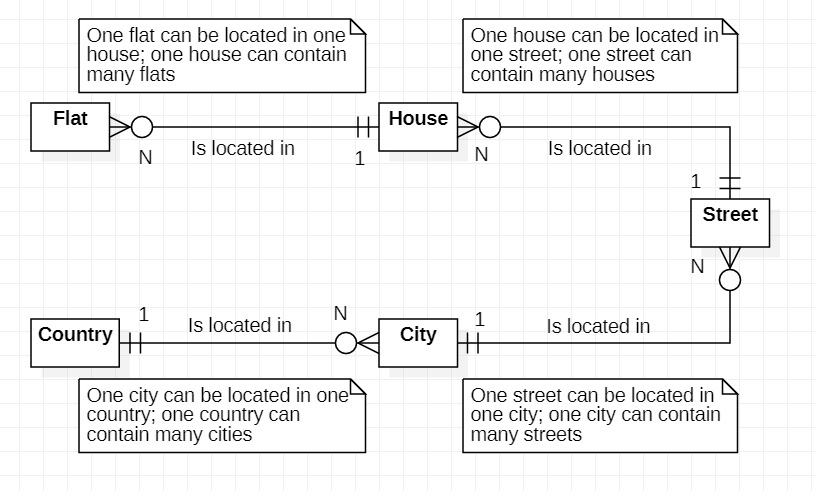 One flat can be located in one
house; one house can contain
many flats
One house can be located in
one street; one street can
contain many houses
Flat
House
N
Is located in
1
N
Is located in
1
Street
N
Country
1
Is located in
N
City
1
Is located in
One city can be located in one
country; one country can
contain many cities
One street can be located in
one city; one city can contain
many streets